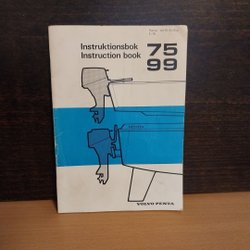 Instruktionsbok
Instruction book
75
99
VOLVO PENTA